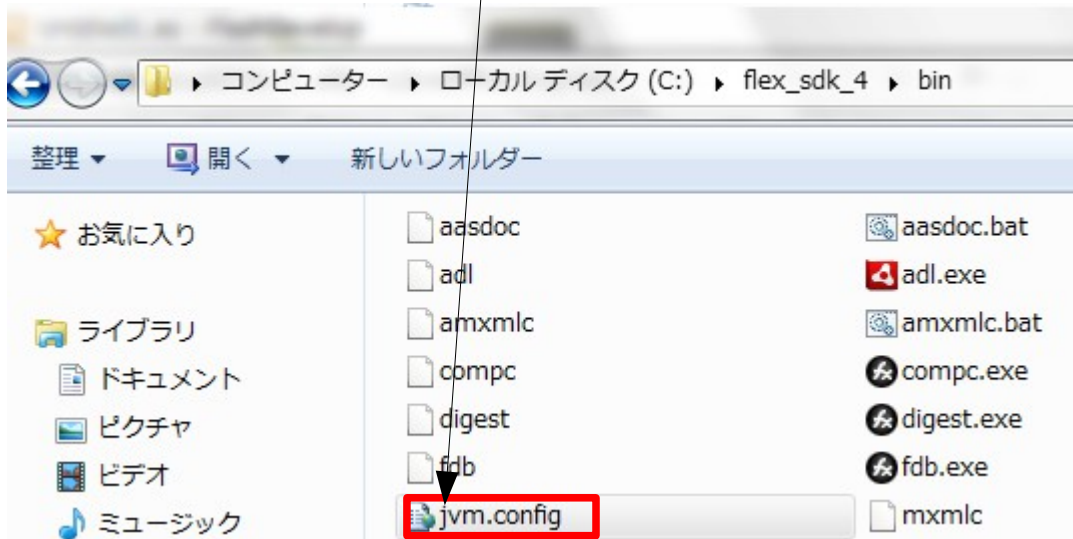 コンピューター ローカル ディスク (C:) flex_sdk_4 bin
整理 開く 新しいフォルダー
お気に入り
ライブラリ
ドキュメント
ピクチャ
ビデオ
ミュージック
aasdoc aasdoc.bat
adl adl.exe
amxmlc amxmlc.bat
compc compc.exe
digest digest.exe
fdb fdb.exe
jvm.config mxmlc